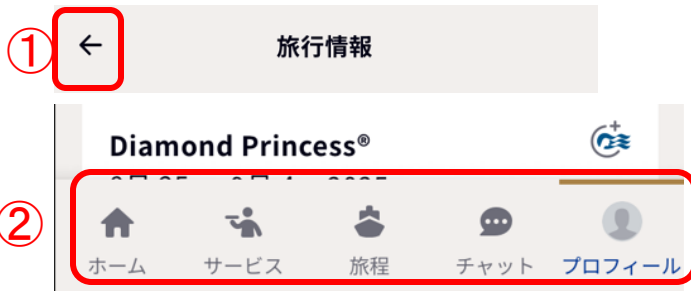 ① ← 旅行情報
Diamond Princess®
②
ホーム サービス 旅程 チャット プロフィール